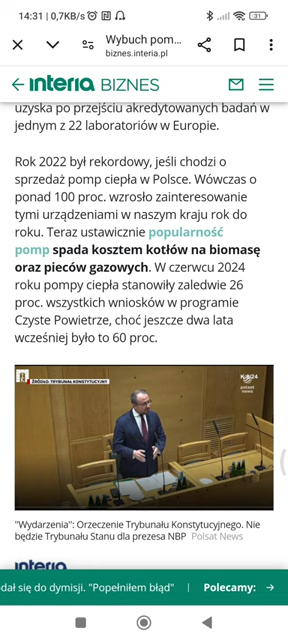 14:31 | 0,7KB/s
31
Wybuch pom...
biznes.interia.pl
interia BIZNES
uzyska po przejściu akredytowanych badań w
jednym z 22 laboratoriów w Europie.
Rok 2022 był rekordowy, jeśli chodzi o
sprzedaż pomp ciepła w Polsce. Wówczas o
ponad 100 proc. wzrosło zainteresowanie
tymi urządzeniami w naszym kraju rok do
roku. Teraz ustawicznie popularność
pomp spada kosztem kotłów na biomasę
oraz pieców gazowych. W czerwcu 2024
roku pompy ciepła stanowiły zaledwie 26
proc. wszystkich wniosków w programie
Czyste Powietrze, choć jeszcze dwa lata
wcześniej było to 60 proc.
ŹRÓDŁO: TRYBUNAŁ KONSTYTUCYJNY
polsat
news
"Wydarzenia": Orzeczenie Trybunału Konstytucyjnego. Nie
będzie Trybunału Stanu dla prezesa NBP Polsat News
interia
dał się do dymisji. "Popełniłem błąd" | Polecamy: →